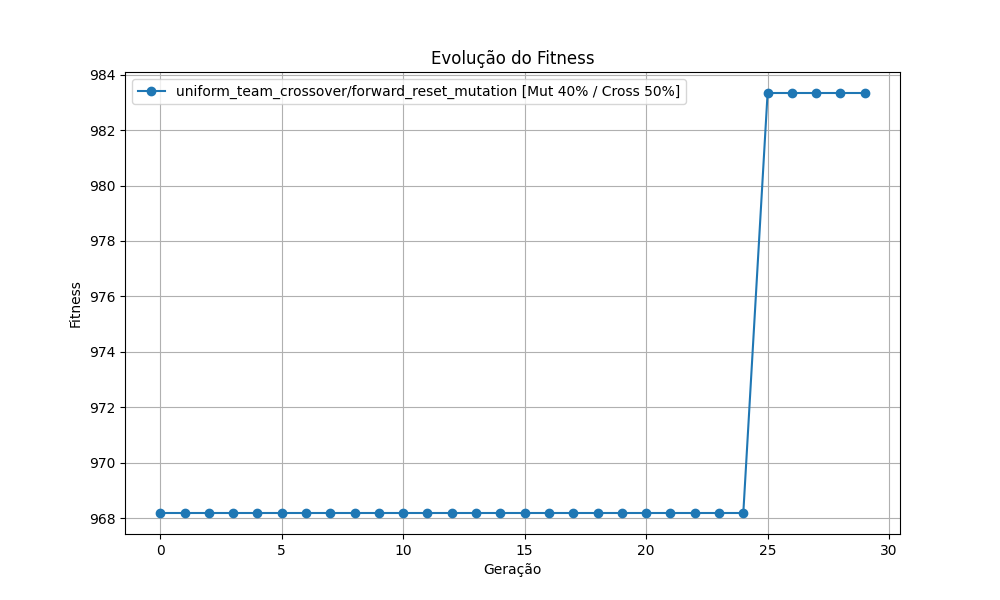 Evolução do Fitness
uniform_team_crossover/forward_reset_mutation [Mut 40% / Cross 50%]
984
982
980
978
976
974
972
970
968
Fitness
0 5 10 15 20 25 30
Geração